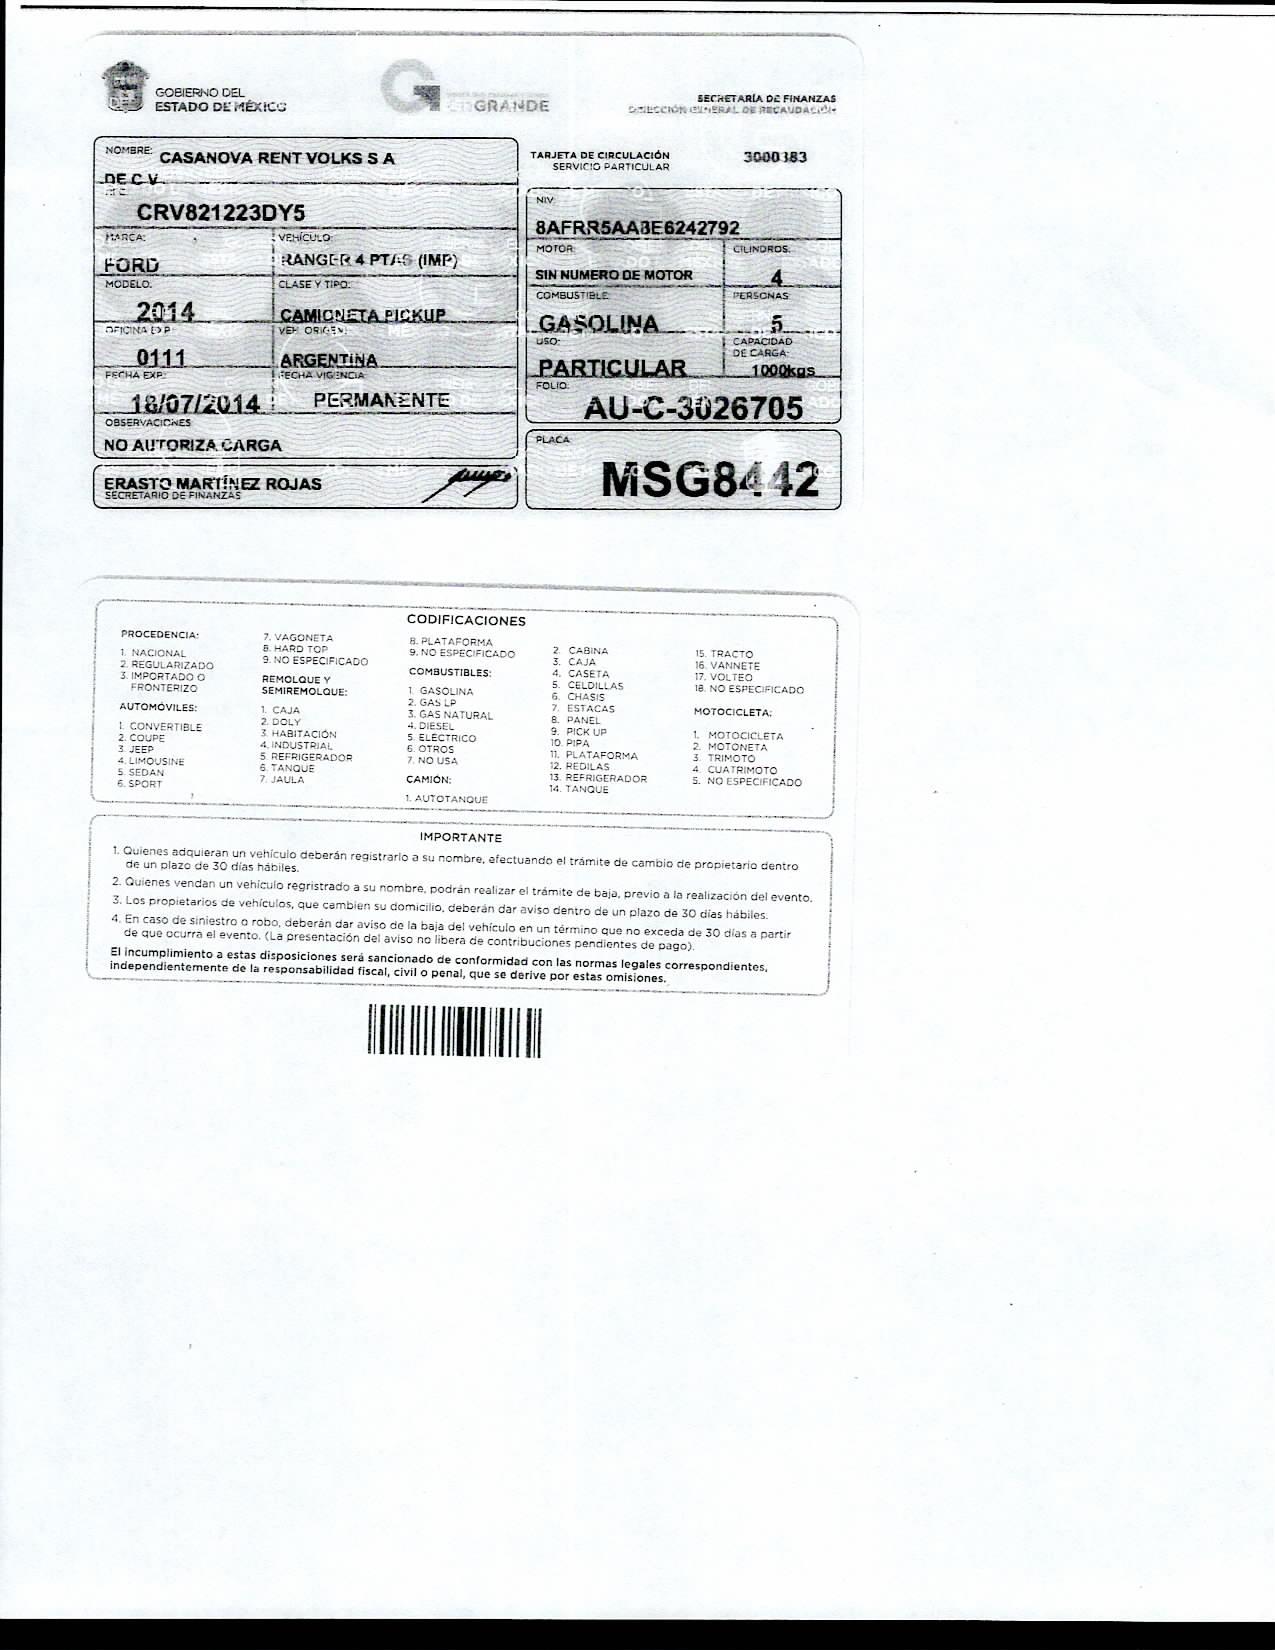 GOBIERNO DEL
ESTADO DE MÉXICO
GRANDE
SECRETARÍA DE FINANZAS
DIRECCIÓN GENERAL DE RECAUDACIÓN
NOMBRE: CASANOVA RENT VOLKS S A
DE C V
CRV821223DY5
MARCA:
FORD
VEHÍCULO:
RANGER 4 PTAS (IMP)
MODELO:
2014
CLASE Y TIPO:
CAMIONETA PICKUP
OFICINA EXP
0111
VEH. ORIGEN:
ARGENTINA
FECHA EXP.:
18/07/2014
FECHA VIGENCIA
PERMANENTE
OBSERVACIONES
NO AUTORIZA CARGA
ERASTO MARTÍNEZ ROJAS
SECRETARIO DE FINANZAS
TARJETA DE CIRCULACIÓN
SERVICIO PARTICULAR
3000383
NIV:
8AFRR5AA3E6242792
MOTOR:
SIN NUMERO DE MOTOR
CILINDROS:
4
COMBUSTIBLE:
GASOLINA
PERSONAS
5
USO:
PARTICULAR
CAPACIDAD
DE CARGA:
1000kgs
FOLIO:
AU-C-3026705
PLACA
MSG8442
CODIFICACIONES
PROCEDENCIA:
1. NACIONAL
2. REGULARIZADO
3. IMPORTADO O
FRONTERIZO
AUTOMÓVILES:
1. CONVERTIBLE
2. COUPE
3. JEEP
4. LIMOUSINE
5. SEDAN
6. SPORT
7. VAGONETA
8. HARD TOP
9. NO ESPECIFICADO
REMOLQUE Y
SEMIREMOLQUE:
1. CAJA
2. DOLY
3. HABITACIÓN
4. INDUSTRIAL
5. REFRIGERADOR
6. TANQUE
7. JAULA
8. PLATAFORMA
9. NO ESPECIFICADO
COMBUSTIBLES:
1. GASOLINA
2. GAS LP
3. GAS NATURAL
4. DIESEL
5. ELECTRICO
6. OTROS
7. NO USA
CAMIÓN:
1. AUTOTANQUE
2. CABINA
3. CAJA
4. CASETA
5. CELDILLAS
6. CHASIS
7. ESTACAS
8. PANEL
9. PICK UP
10. PIPA
11. PLATAFORMA
12. REDILAS
13. REFRIGERADOR
14. TANQUE
15. TRACTO
16. VANNETE
17. VOLTEO
18. NO ESPECIFICADO
MOTOCICLETA:
1. MOTOCICLETA
2. MOTONETA
3. TRIMOTO
4. CUATRIMOTO
5. NO ESPECIFICADO
IMPORTANTE
1. Quienes adquieran un vehículo deberán registrarlo a su nombre, efectuando el trámite de cambio de propietario dentro
de un plazo de 30 días hábiles.
2. Quienes vendan un vehículo regristrado a su nombre, podrán realizar el trámite de baja, previo a la realización del evento.
3. Los propietarios de vehículos, que cambien su domicilio, deberán dar aviso dentro de un plazo de 30 días hábiles.
4. En caso de siniestro o robo, deberán dar aviso de la baja del vehículo en un término que no exceda de 30 días a partir
de que ocurra el evento. (La presentación del aviso no libera de contribuciones pendientes de pago).
El incumplimiento a estas disposiciones será sancionado de conformidad con las normas legales correspondientes,
independientemente de la responsabilidad fiscal, civil o penal, que se derive por estas omisiones.